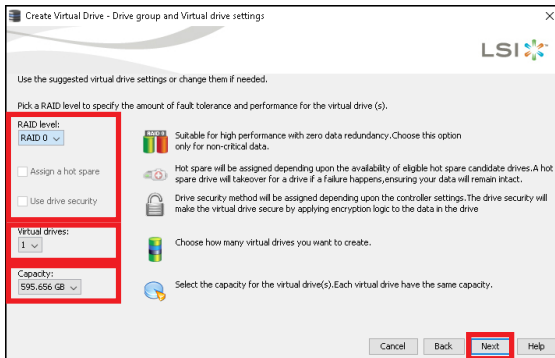 Create Virtual Drive - Drive group and Virtual drive settings
LSI
Use the suggested virtual drive settings or change them if needed.
Pick a RAID level to specify the amount of fault tolerance and performance for the virtual drive (s).
RAID level:
RAID 0
RAID 0
Suitable for high performance with zero data redundancy.Choose this option
only for non-critical data.
Assign a hot spare
Hot spare will be assigned depending upon the availability of eligible hot spare candidate drives.A hot
spare drive will takeover for a drive if a failure happens,ensuring your data will remain intact.
Use drive security
Drive security method will be assigned depending upon the controller settings.The drive security will
make the virtual drive secure by applying encryption logic to the data in the drive
Virtual drives:
1
Choose how many virtual drives you want to create.
Capacity:
595.656 GB
Select the capacity for the virtual drive(s).Each virtual drive have the same capacity.
Cancel
Back
Next
Help